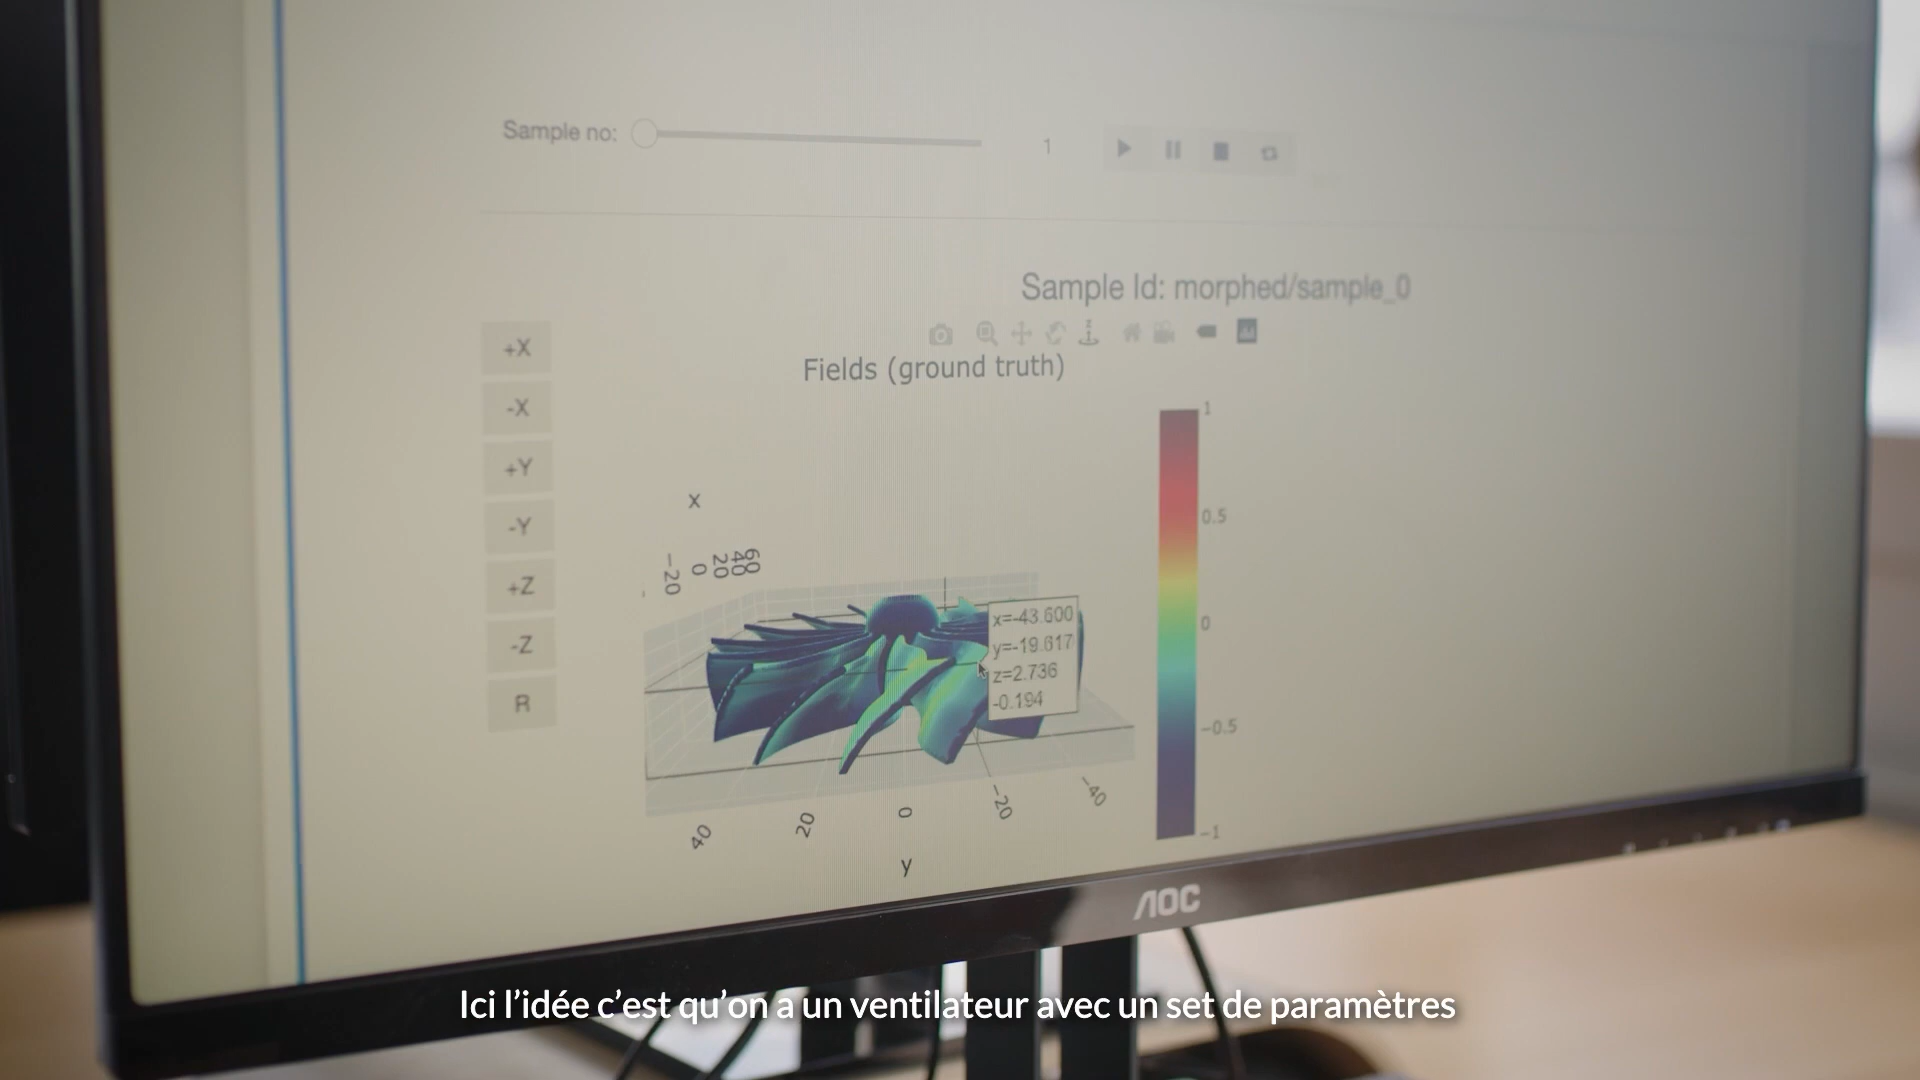 Sample no:
1
Sample Id: morphed/sample_0
Fields (ground truth)
+X
-X
+Y
-Y
+Z
-Z
R
x
-20
0
20
40
60
x=-43.600
y=-19.617
z=2.736
-0.194
40
20
0
-20
-40
y
1
0.5
0
-0.5
-1
AOC
Ici l'idée c'est qu'on a un ventilateur avec un set de paramètres